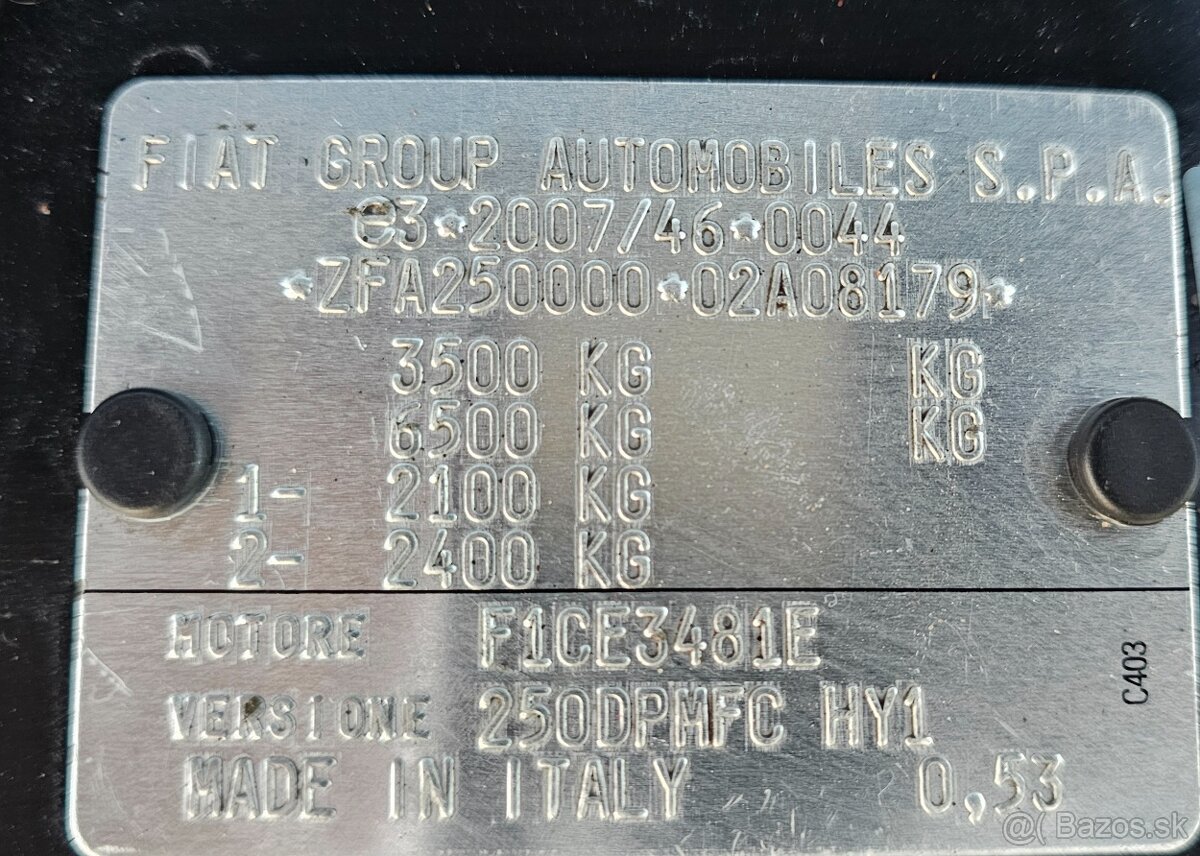 FIAT GROUP AUTOMOBILES S.P.A.
e3*2007/46*0044
*ZFA250000*02A08179*
3500 KG KG
6500 KG KG
1- 2100 KG
2- 2400 KG
MOTORE F1CE3481E
VERSIONE 250DPMFC HY1
MADE IN ITALY 0,53
C403
@( Bazos.sk